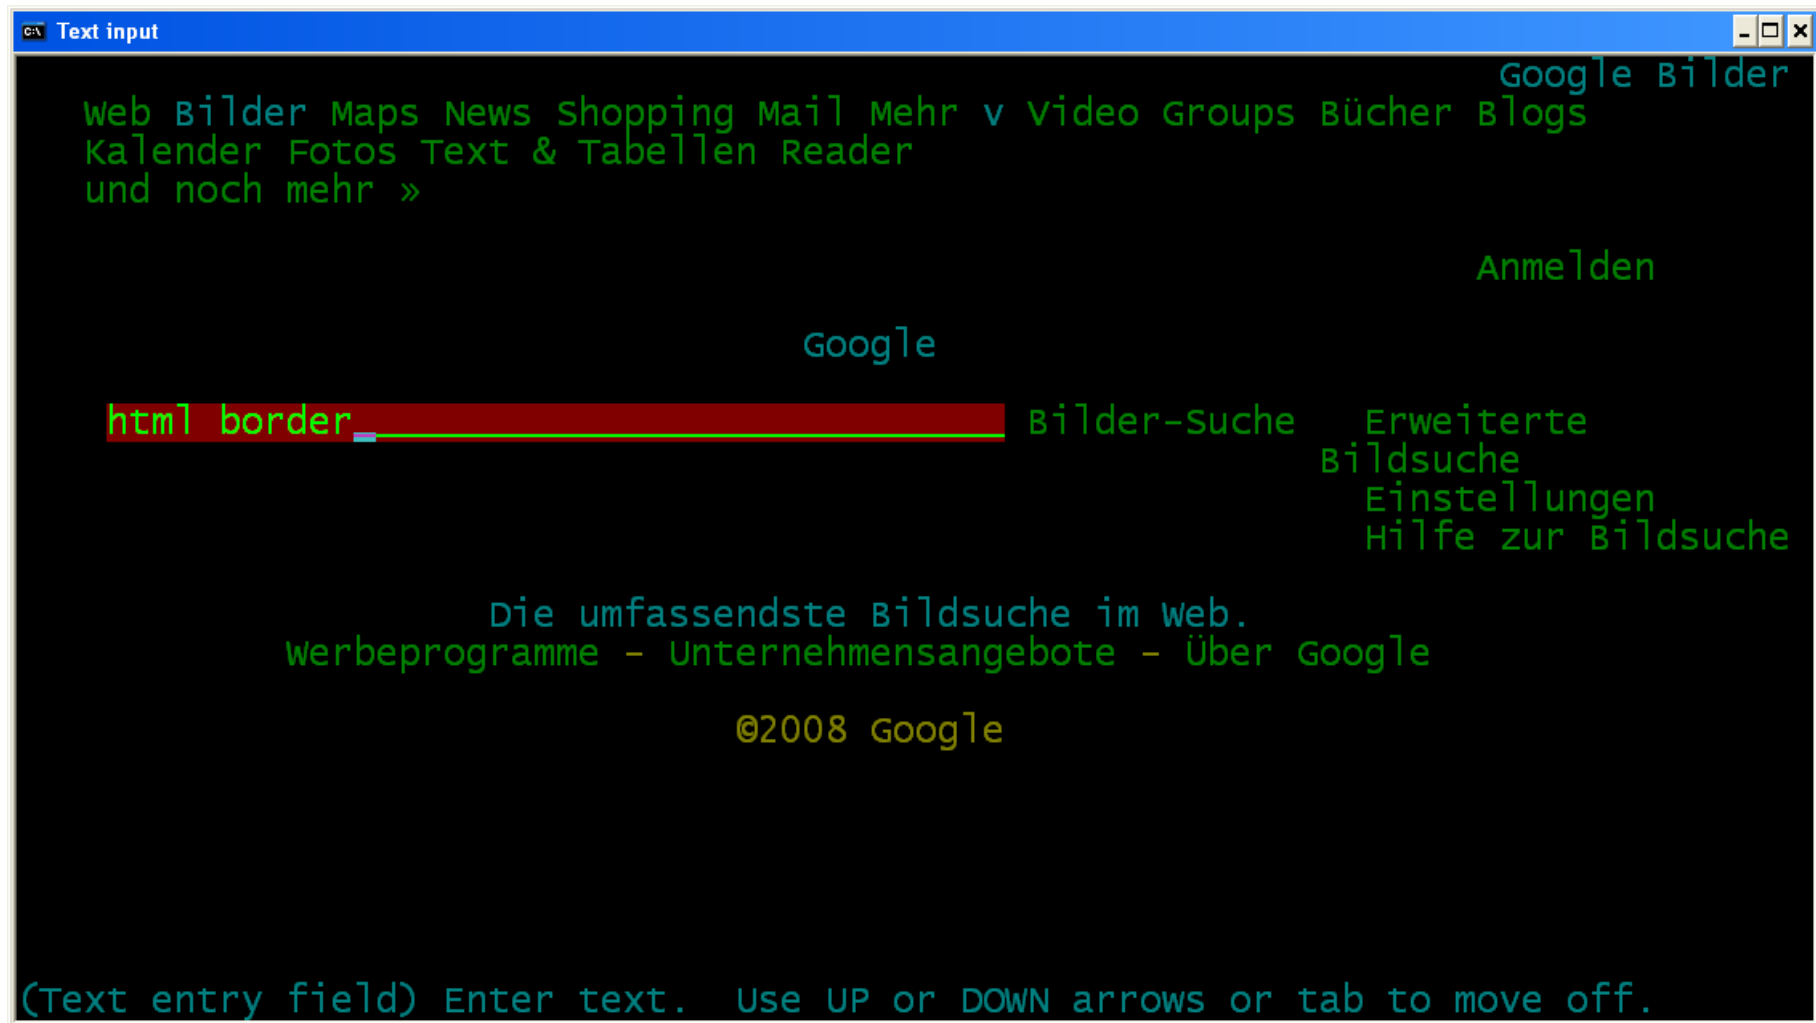 Text input
Google Bilder
Web Bilder Maps News Shopping Mail Mehr v Video Groups Bücher Blogs
Kalender Fotos Text & Tabellen Reader
und noch mehr »
Anmelden
Google
html border Bilder-Suche Erweiterte
Bildsuche
Einstellungen
Hilfe zur Bildsuche
Die umfassendste Bildsuche im Web.
Werbeprogramme - Unternehmensangebote - Über Google
©2008 Google
(Text entry field) Enter text. Use UP or DOWN arrows or tab to move off.